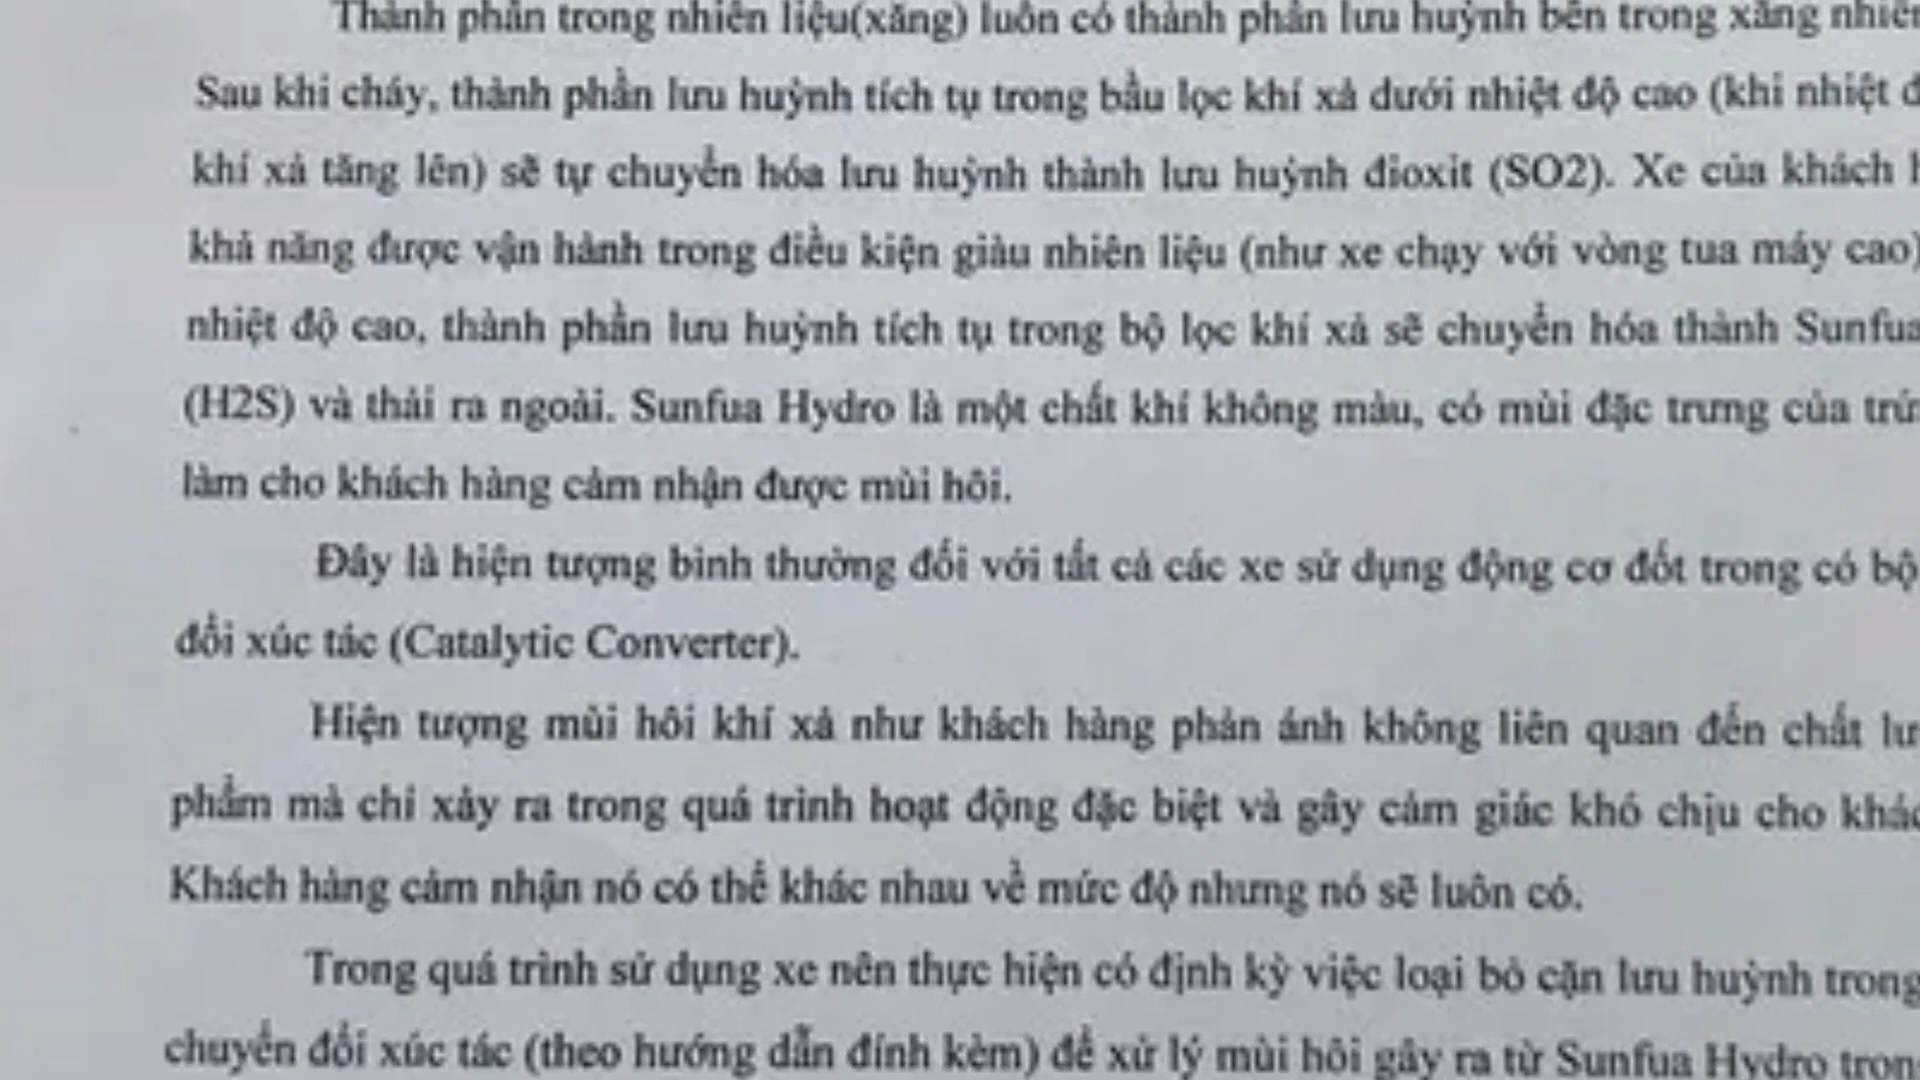 Thành phần trong nhiên liệu(xăng) luôn có thành phần lưu huỳnh bên trong xăng
Sau khi cháy, thành phần lưu huỳnh tích tụ trong bầu lọc khí xả dưới nhiệt độ cao (khi nhiệt
khí xả tăng lên) sẽ tự chuyển hóa lưu huỳnh thành lưu huỳnh đioxit (SO2). Xe của khách
khả năng được vận hành trong điều kiện giàu nhiên liệu (như xe chạy với vòng tua máy cao)
nhiệt độ cao, thành phần lưu huỳnh tích tụ trong bộ lọc khí xả sẽ chuyển hóa thành Sunfua
(H2S) và thải ra ngoài. Sunfua Hydro là một chất khí không màu, có mùi đặc trưng của
làm cho khách hàng cảm nhận được mùi hôi.
Đây là hiện tượng bình thường đối với tất cả các xe sử dụng động cơ đốt trong có bộ
đổi xúc tác (Catalytic Converter).
Hiện tượng mùi hôi khí xả như khách hàng phản ánh không liên quan đến chất
phẩm mà chỉ xảy ra trong quá trình hoạt động đặc biệt và gây cảm giác khó chịu cho
Khách hàng cảm nhận nó có thể khác nhau về mức độ nhưng nó sẽ luôn có.
Trong quá trình sử dụng xe nên thực hiện có định kỳ việc loại bỏ cặn lưu huỳnh trong
chuyển đổi xúc tác (theo hướng dẫn đính kèm) để xử lý mùi hôi gây ra từ Sunfua Hydro